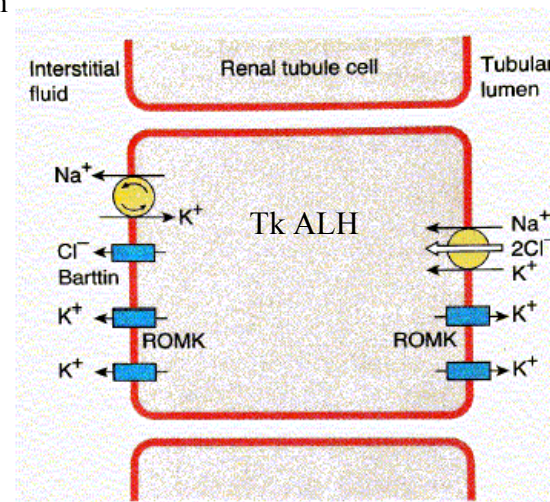 Interstitial
fluid
Renal tubule cell
Tubular
lumen
Na⁺
K⁺
Cl⁻
Barttin
K⁺
ROMK
K⁺
Tk ALH
Na⁺
2Cl⁻
K⁺
K⁺
ROMK
K⁺